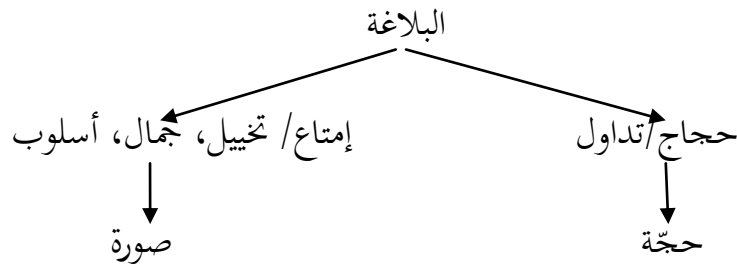 البلاغة
حجاج/تداول
إمتاع/ تخييل، جمال، أسلوب
حجّة
صورة